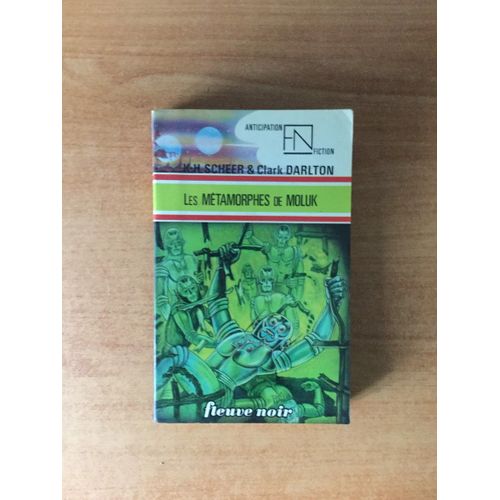 ANTICIPATION
FN
FICTION
K-H. SCHEER & Clark DARLTON
LES MÉTAMORPHES DE MOLUK
fleuve noir